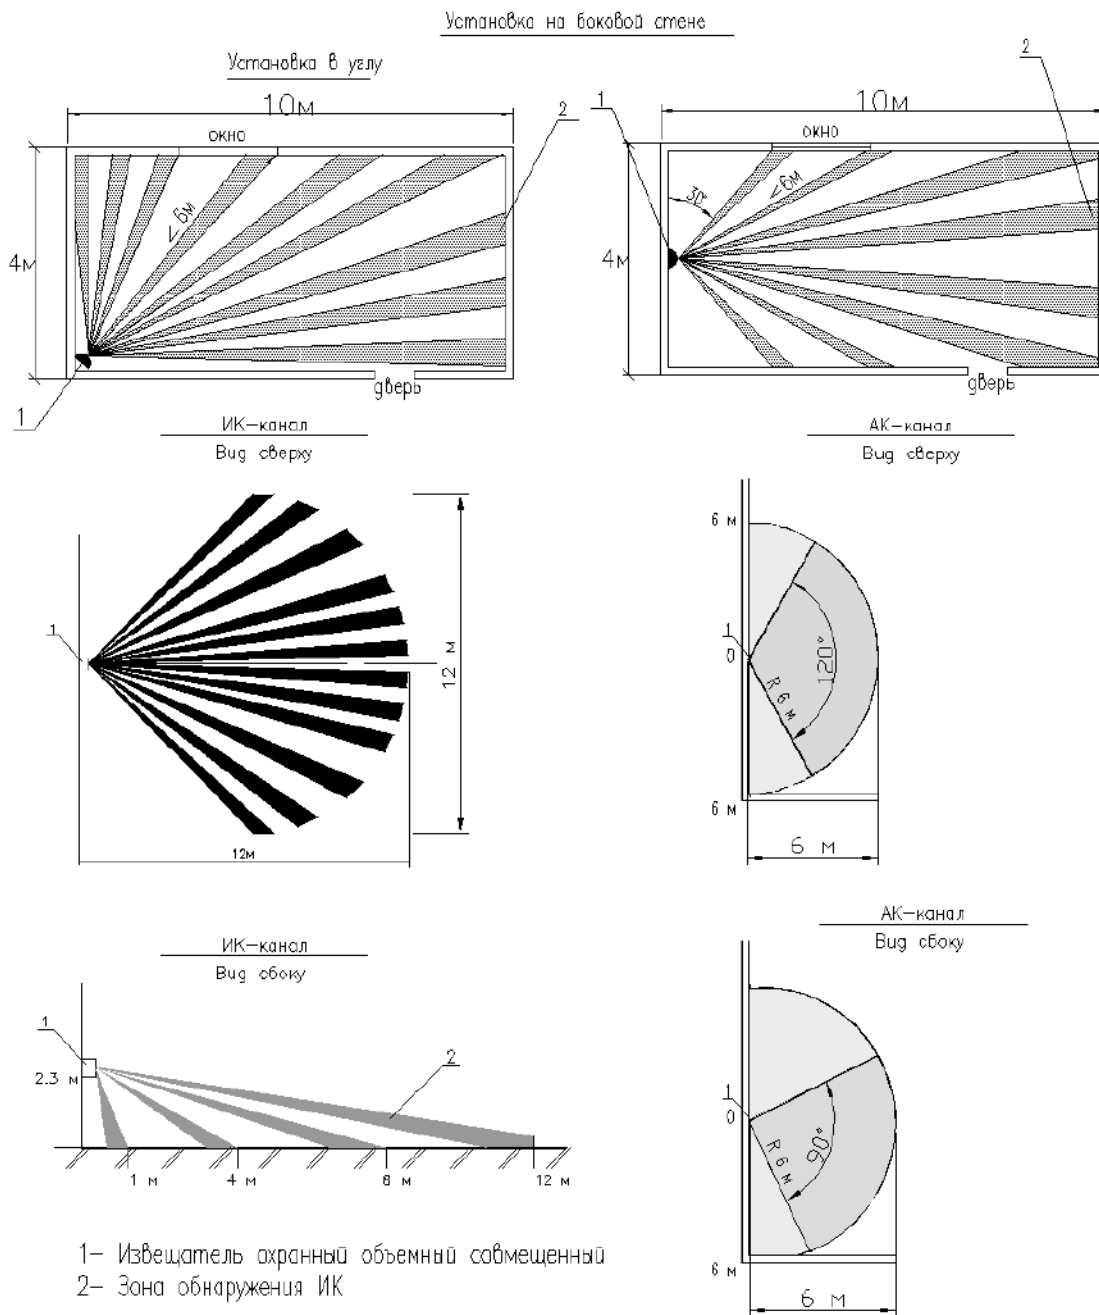 Установка на боковой стене
Установка в углу
2
1
10м
2
10м
окно
окно
<6м
30°
<6м
4м
4м
дверь
дверь
1
ИК-канал
Вид сверху
АК-канал
Вид сверху
6 м
1
1
0
120°
R 6 м
12 м
6 м
12м
6 м
ИК-канал
Вид сбоку
АК-канал
Вид сбоку
1
2
2.3 м
1
0
90°
R 6 м
1 м
4 м
8 м
12 м
6 м
6 м
1- Извещатель охранный объемный совмещенный
2- Зона обнаружения ИК